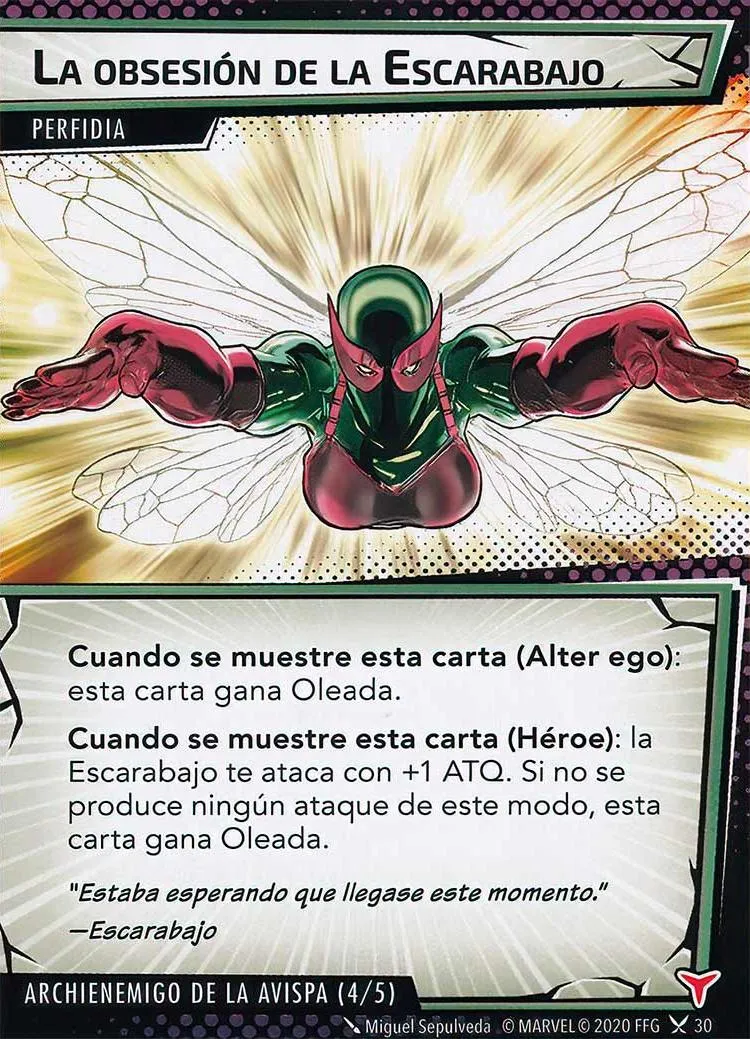 La obsesión de la Escarabajo
PERFIDIA
Cuando se muestre esta carta (Alter ego):
esta carta gana Oleada.
Cuando se muestre esta carta (Héroe): la
Escarabajo te ataca con +1 ATQ. Si no se
produce ningún ataque de este modo, esta
carta gana Oleada.
"Estaba esperando que llegase este momento."
—Escarabajo
ARCHIENEMIGO DE LA AVISPA (4/5)
Miguel Sepulveda © MARVEL © 2020 FFG 30